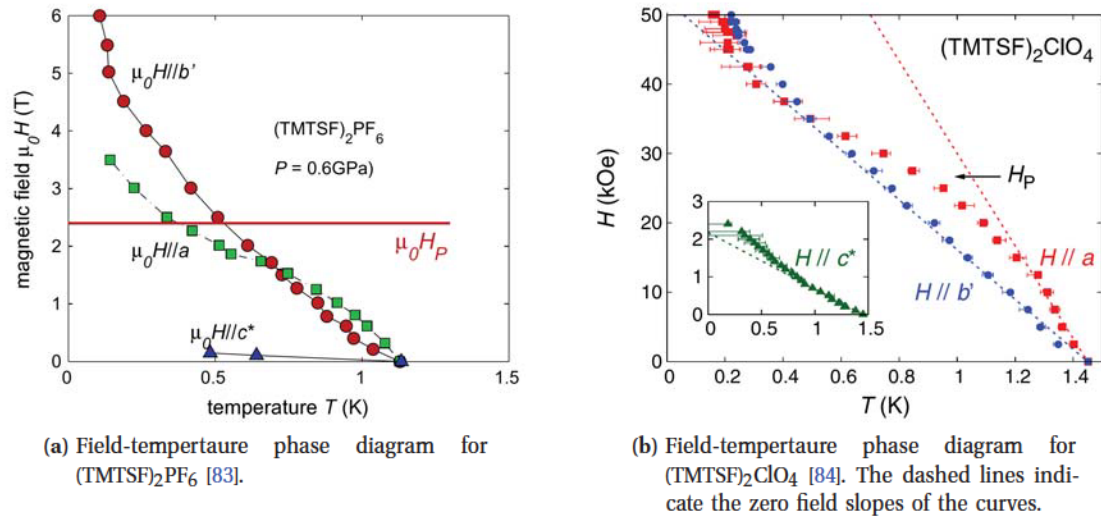 6
5
4
3
2
1
0
magnetic field μ₀H (T)
μ₀H//b'
(TMTSF)₂PF₆
P = 0.6GPa)
μ₀H//a
μ₀H_P
μ₀H//c*
0
0.5
1
1.5
temperature T (K)
(a) Field-tempertaure phase diagram for
(TMTSF)₂PF₆ [83].
50
40
30
20
10
0
H (kOe)
(TMTSF)₂ClO₄
H_P
H // a
H // b'
3
2
1
0
H // c*
0
0.5
1
1.5
0
0.2
0.4
0.6
0.8
1
1.2
1.4
T (K)
(b) Field-tempertaure phase diagram for
(TMTSF)₂ClO₄ [84]. The dashed lines indi-
cate the zero field slopes of the curves.